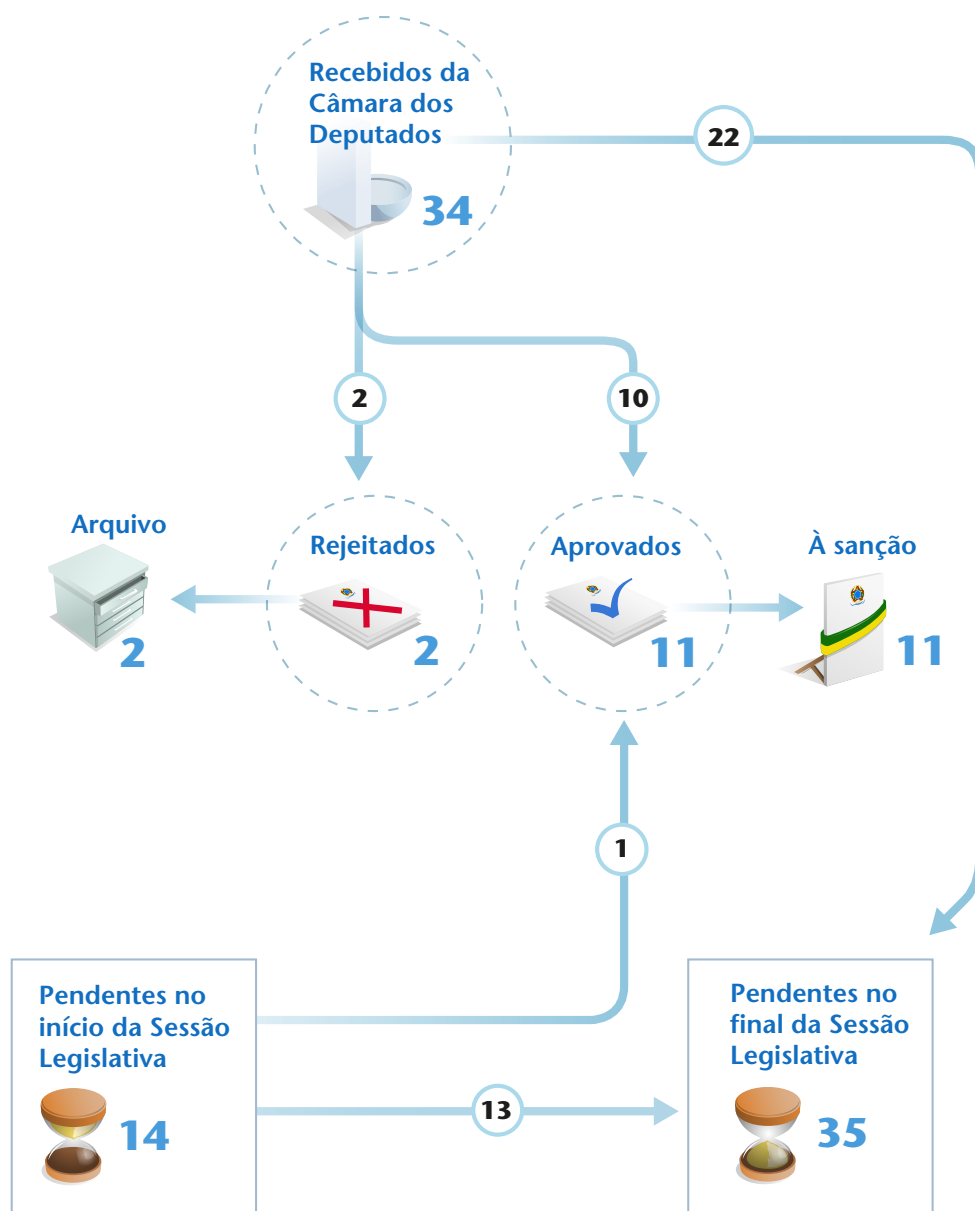 Recebidos da
Câmara dos
Deputados
34
22
2
10
Arquivo
2
Rejeitados
2
Aprovados
11
À sanção
11
1
Pendentes no
início da Sessão
Legislativa
14
13
Pendentes no
final da Sessão
Legislativa
35